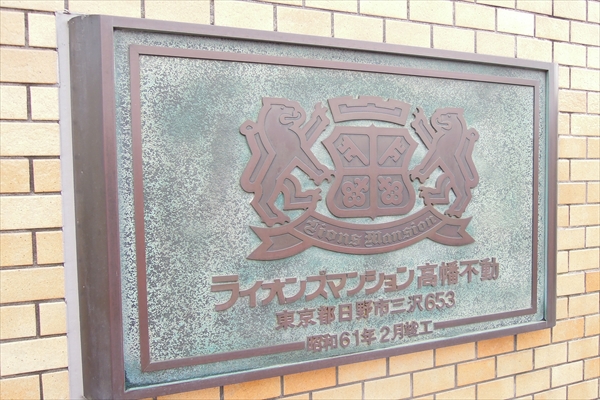 Lions Mansion
ライオンズマンション高幡不動
東京都日野市三沢653
昭和61年2月竣工